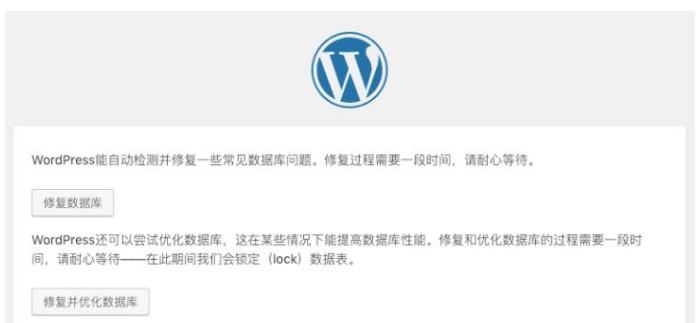 WordPress能自动检测并修复一些常见数据库问题。修复过程需要一段时间，请耐心等待。
修复数据库
WordPress还可以尝试优化数据库，这在某些情况下能提高数据库性能。修复和优化数据库的过程需要一段时
间，请耐心等待——在此期间我们会锁定（lock）数据表。
修复并优化数据库